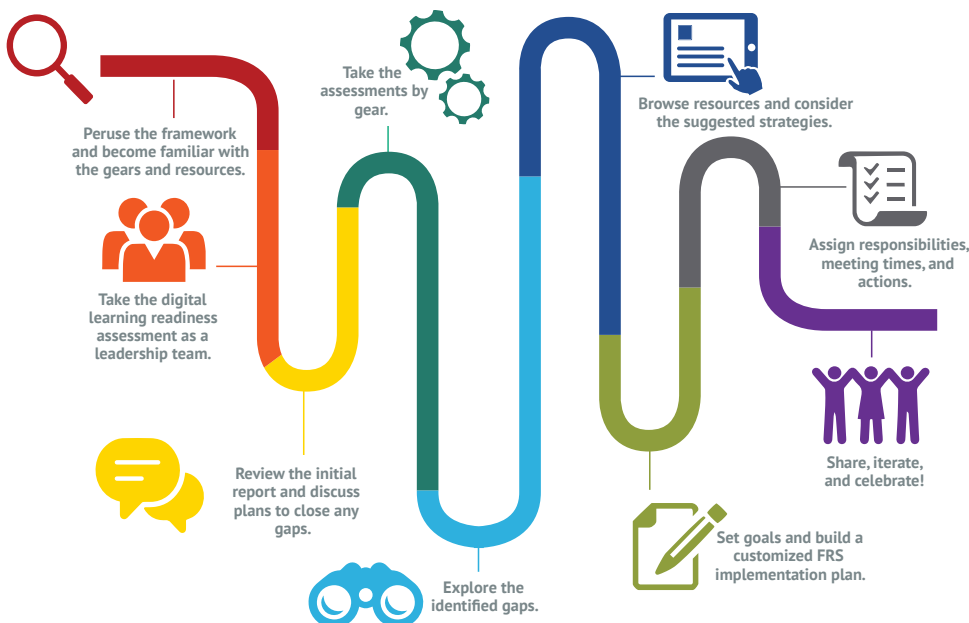 Peruse the framework
and become familiar with
the gears and resources.
Take the digital
learning readiness
assessment as a
leadership team.
Review the initial
report and discuss
plans to close any
gaps.
Take the
assessments by
gear.
Explore the
identified gaps.
Browse resources and consider
the suggested strategies.
Set goals and build a
customized FRS
implementation plan.
Assign responsibilities,
meeting times, and
actions.
Share, iterate,
and celebrate!